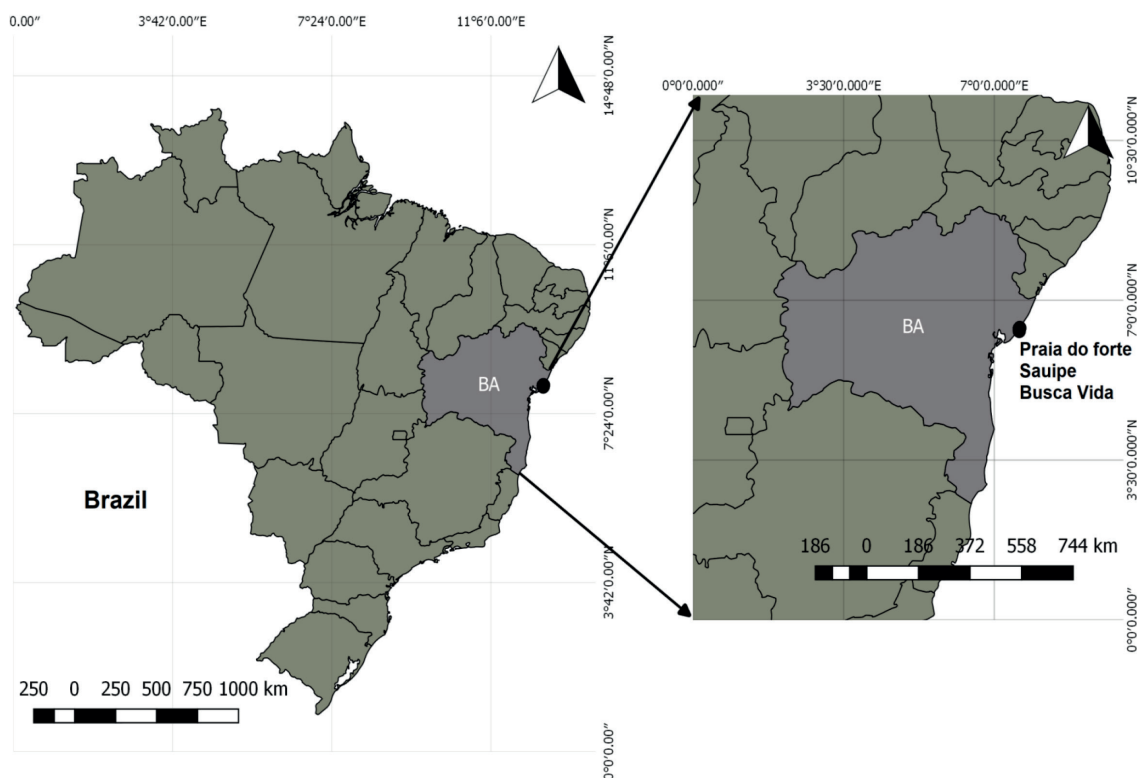 0.00″
3°42′0.00″E
7°24′0.00″E
11°6′0.00″E
14°48′0.00″N
11°6′0.00″N
7°24′0.00″N
3°42′0.00″N
0°0′0.00″
BA
Brazil
250 0 250 500 750 1000 km
0°0′0.000″
3°30′0.000″E
7°0′0.000″E
10°30′0.000″N
7°0′0.000″N
3°30′0.000″N
0°0′0.000″
BA
Praia do forte
Sauipe
Busca Vida
186 0 186 372 558 744 km